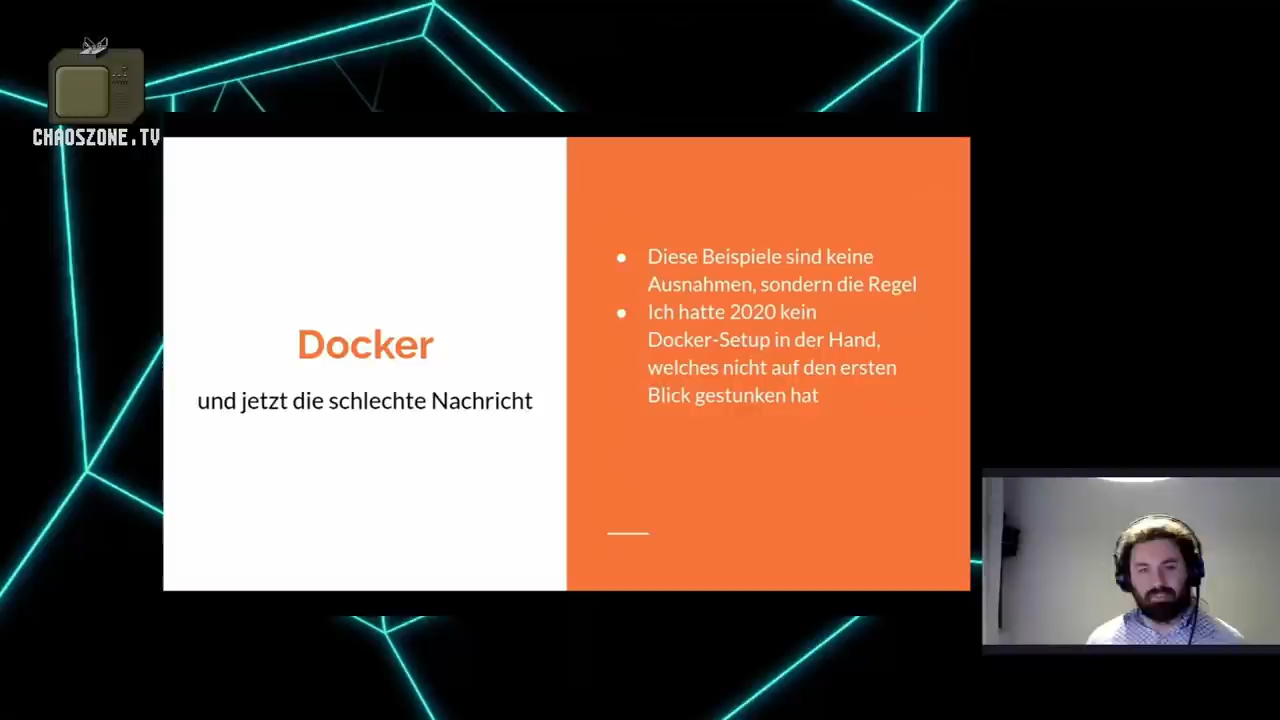 CHAOSZONE.TV
Docker
und jetzt die schlechte Nachricht
● Diese Beispiele sind keine
Ausnahmen, sondern die Regel
● Ich hatte 2020 kein
Docker-Setup in der Hand,
welches nicht auf den ersten
Blick gestunken hat